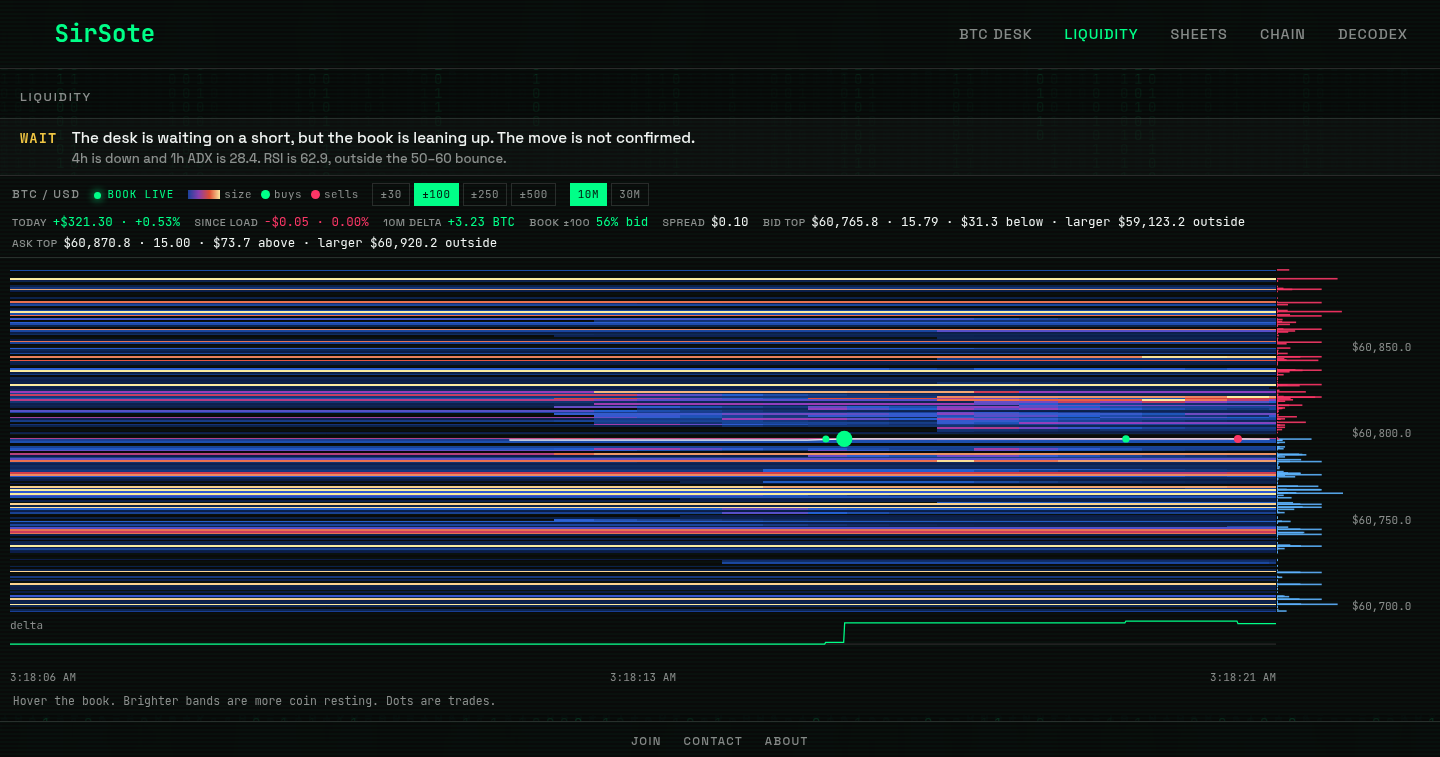 SirSote
BTC DESK LIQUIDITY SHEETS CHAIN DECODEX
LIQUIDITY
WAIT The desk is waiting on a short, but the book is leaning up. The move is not confirmed.
4h is down and 1h ADX is 28.4. RSI is 62.9, outside the 50–60 bounce.
BTC / USD BOOK LIVE size buys sells ±30 ±100 ±250 ±500 10M 30M
TODAY +$321.30 · +0.53% SINCE LOAD -$0.05 · 0.00% 10M DELTA +3.23 BTC BOOK ±100 56% bid SPREAD $0.10 BID TOP $60,765.8 · 15.79 · $31.3 below · larger $59,123.2 outside
ASK TOP $60,870.8 · 15.00 · $73.7 above · larger $60,920.2 outside
$60,850.0
$60,800.0
$60,750.0
$60,700.0
delta
3:18:06 AM 3:18:13 AM 3:18:21 AM
Hover the book. Brighter bands are more coin resting. Dots are trades.
JOIN CONTACT ABOUT